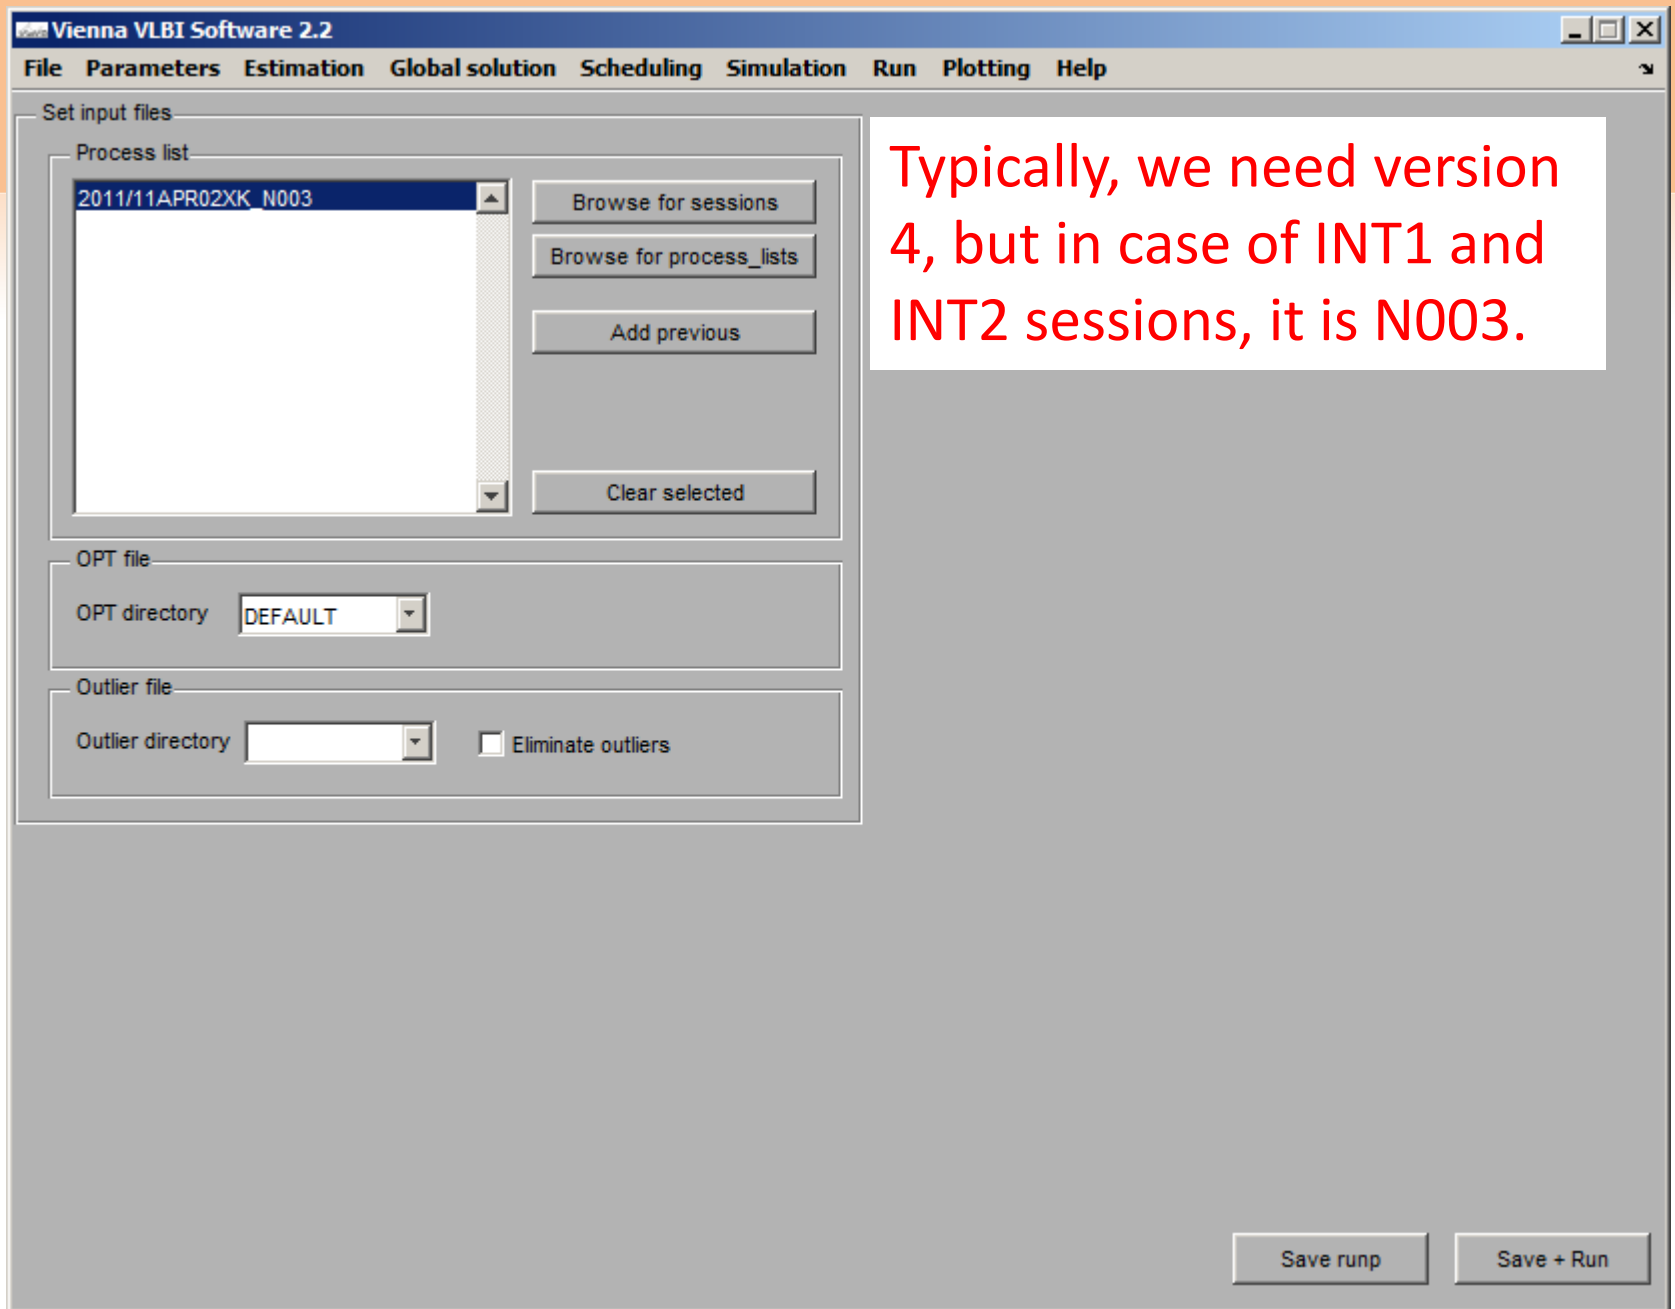 Vienna VLBI Software 2.2
File Parameters Estimation Global solution Scheduling Simulation Run Plotting Help
Set input files
Process list
2011/11APR02XK_N003
Browse for sessions
Browse for process_lists
Add previous
Clear selected
Typically, we need version
4, but in case of INT1 and
INT2 sessions, it is N003.
OPT file
OPT directory DEFAULT
Outlier file
Outlier directory Eliminate outliers
Save runp Save + Run